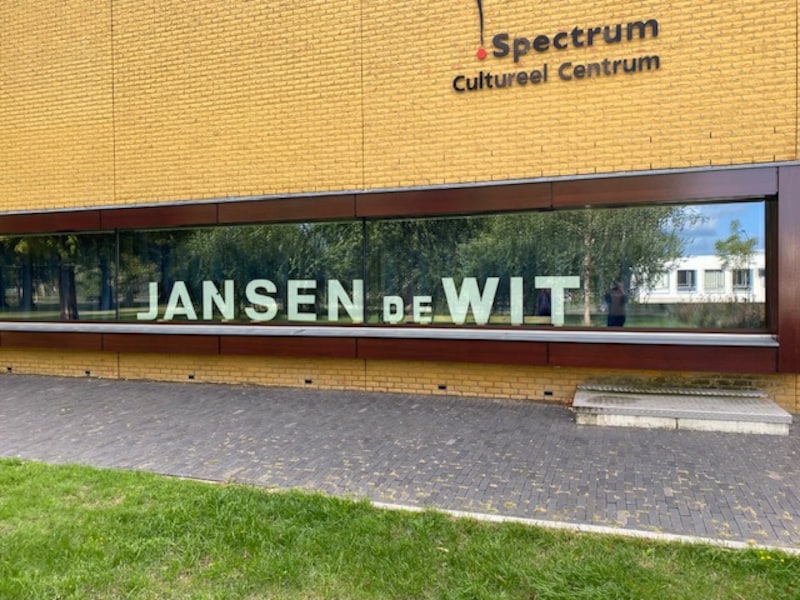 Spectrum
Cultureel Centrum
JANSEN DE WIT